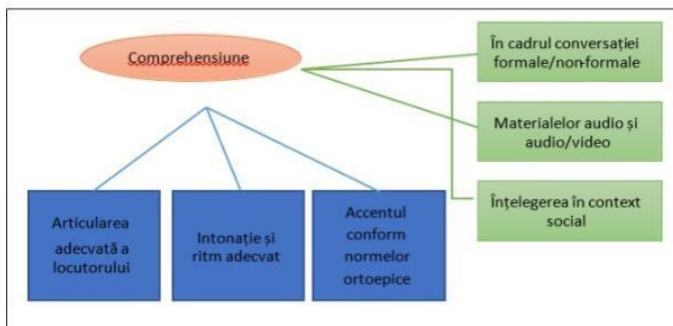 Comprehensiune
În cadrul conversației
formale/non-formale
Materialelor audio și
audio/video
Înțelegerea în context
social
Articularea
adecvată a
locutorului
Intonație și
ritm adecvat
Accentul
conform
normelor
ortoepice